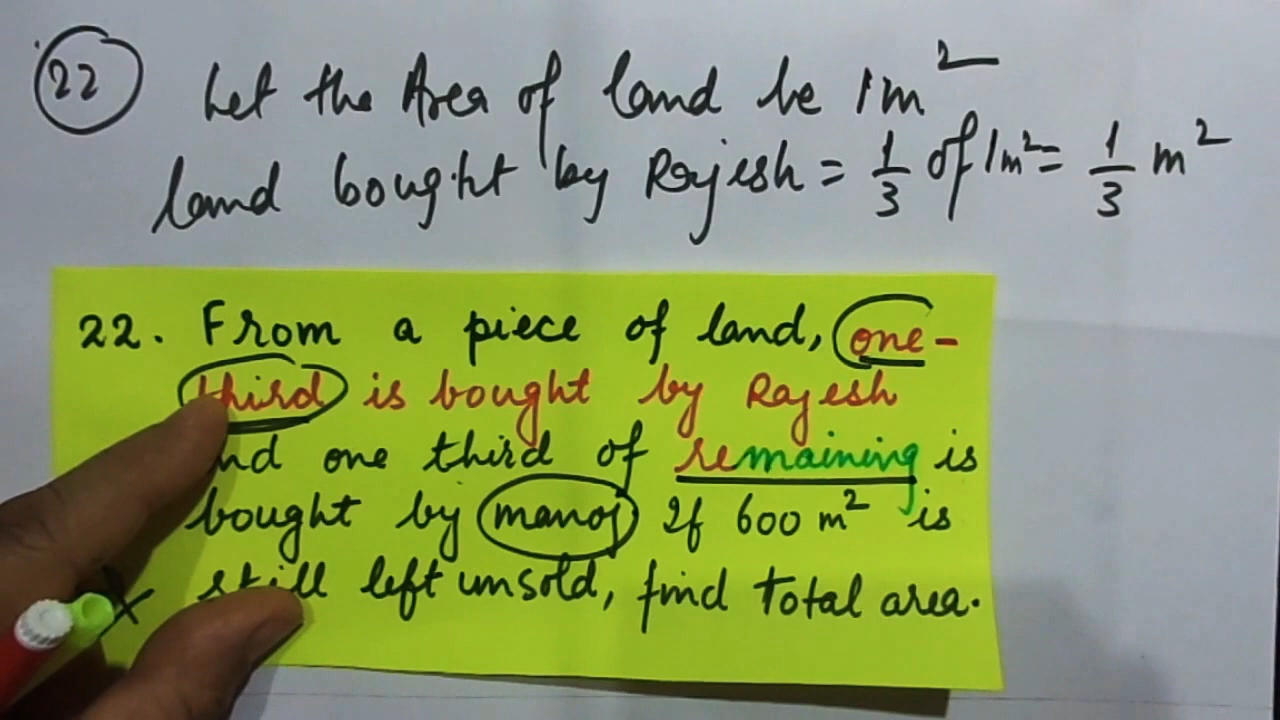 22 Let the Area of land be 1m²
land bought by Rajesh = 1/3 of 1m² = 1/3 m²
22. From a piece of land, one-
third is bought by Rajesh
nd one third of remaining is
bought by manoj If 600 m² is
still left unsold, find total area.